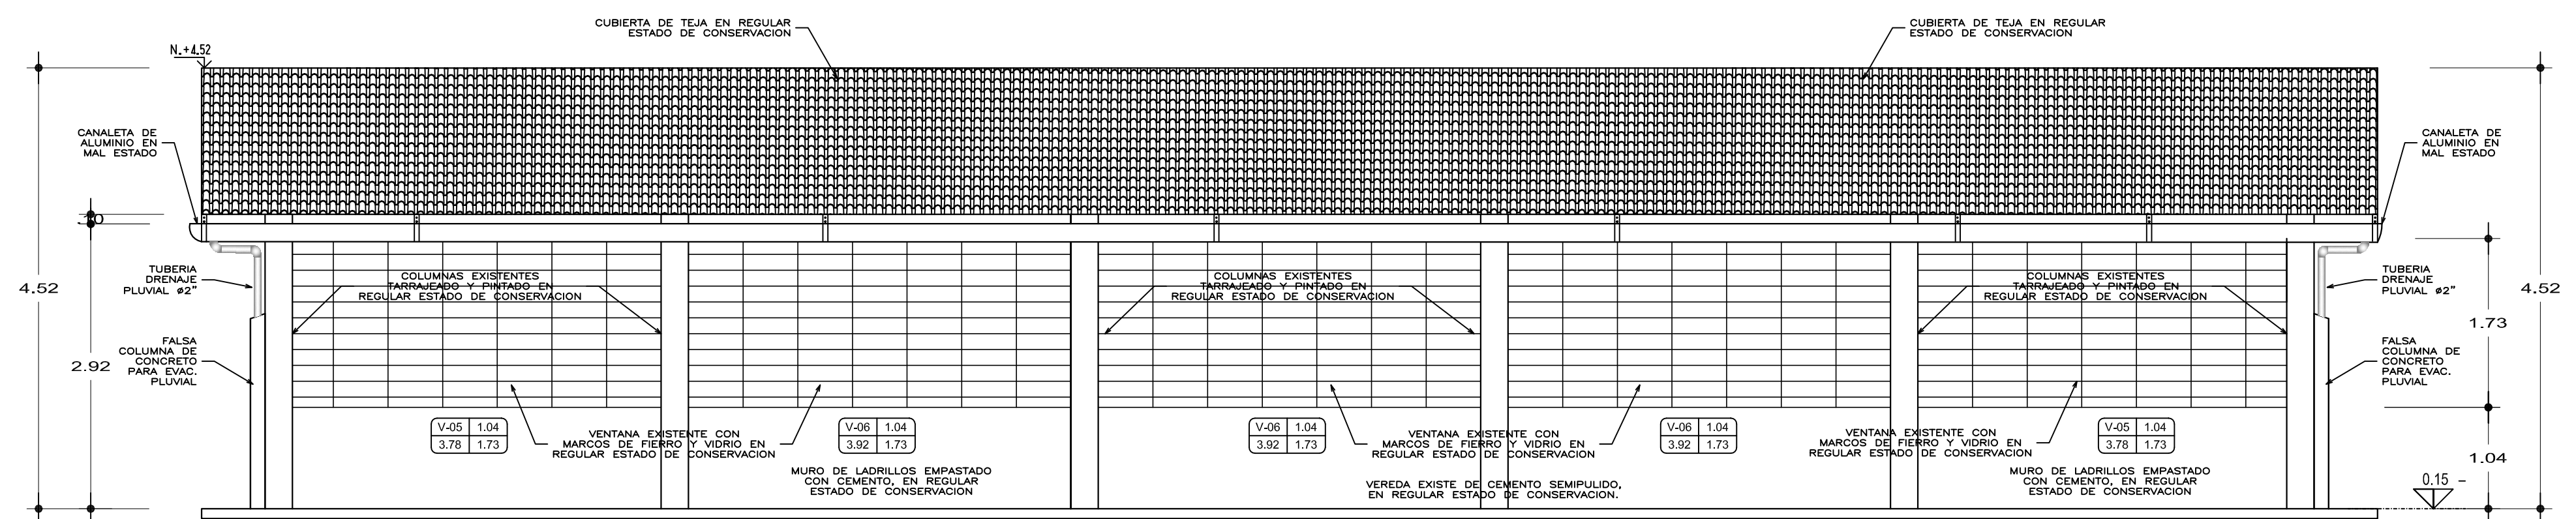 CUBIERTA DE TEJA EN REGULAR
ESTADO DE CONSERVACION
CUBIERTA DE TEJA EN REGULAR
ESTADO DE CONSERVACION
N.+4.52
CANALETA DE
ALUMINIO EN
MAL ESTADO
CANALETA DE
ALUMINIO EN
MAL ESTADO
.10
TUBERIA
DRENAJE
PLUVIAL ø2"
COLUMNAS EXISTENTES
TARRAJEADO Y PINTADO EN
REGULAR ESTADO DE CONSERVACION
COLUMNAS EXISTENTES
TARRAJEADO Y PINTADO EN
REGULAR ESTADO DE CONSERVACION
COLUMNAS EXISTENTES
TARRAJEADO Y PINTADO EN
REGULAR ESTADO DE CONSERVACION
TUBERIA
DRENAJE
PLUVIAL ø2"
4.52
4.52
1.73
2.92
FALSA
COLUMNA DE
CONCRETO
PARA EVAC.
PLUVIAL
FALSA
COLUMNA DE
CONCRETO
PARA EVAC.
PLUVIAL
V-05 1.04
3.78 1.73
VENTANA EXISTENTE CON
MARCOS DE FIERRO Y VIDRIO EN
REGULAR ESTADO DE CONSERVACION
V-06 1.04
3.92 1.73
V-06 1.04
3.92 1.73
VENTANA EXISTENTE CON
MARCOS DE FIERRO Y VIDRIO EN
REGULAR ESTADO DE CONSERVACION
V-06 1.04
3.92 1.73
VENTANA EXISTENTE CON
MARCOS DE FIERRO Y VIDRIO EN
REGULAR ESTADO DE CONSERVACION
V-05 1.04
3.78 1.73
1.04
MURO DE LADRILLOS EMPASTADO
CON CEMENTO, EN REGULAR
ESTADO DE CONSERVACION
VEREDA EXISTE DE CEMENTO SEMIPULIDO,
EN REGULAR ESTADO DE CONSERVACION.
MURO DE LADRILLOS EMPASTADO
CON CEMENTO, EN REGULAR
ESTADO DE CONSERVACION
0.15